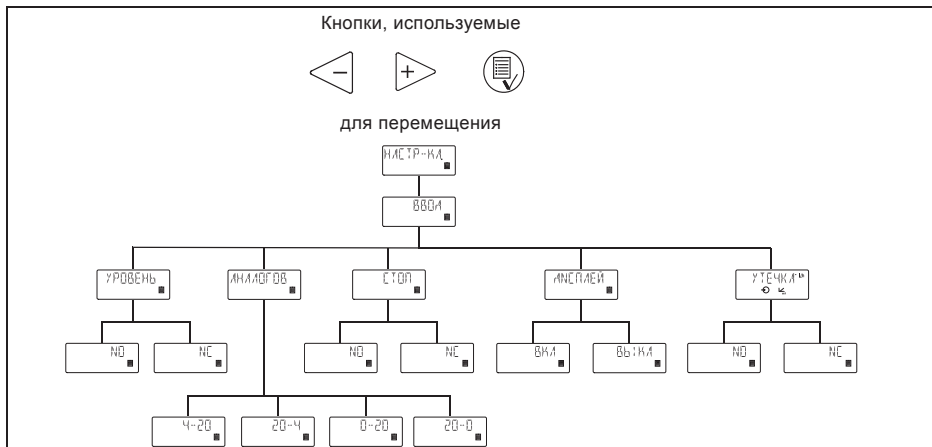 Кнопки, используемые
для перемещения
НАСТР-КА
ВВОД
УРОВЕНЬ
АНАЛОГОВ
СТОП
ДИСПЛЕЙ
УТЕЧКА
NO
NC
NO
NC
ВКЛ
ВЫКЛ
NO
NC
4-20
20-4
0-20
20-0